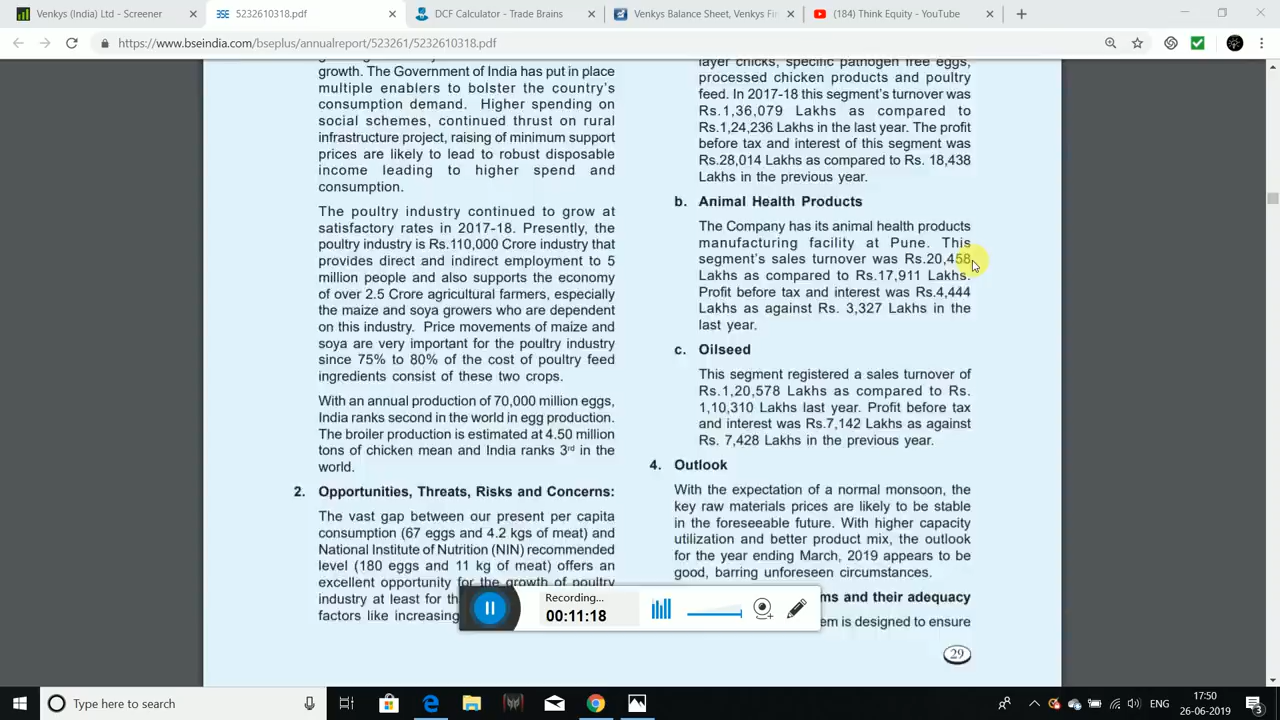 Venkys (India) Ltd - Screener
5232610318.pdf
DCF Calculator - Trade Brains
Venkys Balance Sheet, Venkys Fin
(184) Think Equity - YouTube
https://www.bseindia.com/bseplus/annualreport/523261/5232610318.pdf
growth. The Government of India has put in place
multiple enablers to bolster the country's
consumption demand. Higher spending on
social schemes, continued thrust on rural
infrastructure project, raising of minimum support
prices are likely to lead to robust disposable
income leading to higher spend and
consumption.
The poultry industry continued to grow at
satisfactory rates in 2017-18. Presently, the
poultry industry is Rs.110,000 Crore industry that
provides direct and indirect employment to 5
million people and also supports the economy
of over 2.5 Crore agricultural farmers, especially
the maize and soya growers who are dependent
on this industry. Price movements of maize and
soya are very important for the poultry industry
since 75% to 80% of the cost of poultry feed
ingredients consist of these two crops.
With an annual production of 70,000 million eggs,
India ranks second in the world in egg production.
The broiler production is estimated at 4.50 million
tons of chicken mean and India ranks 3rd in the
world.
2. Opportunities, Threats, Risks and Concerns:
The vast gap between our present per capita
consumption (67 eggs and 4.2 kgs of meat) and
National Institute of Nutrition (NIN) recommended
level (180 eggs and 11 kg of meat) offers an
excellent opportunity for the growth of poultry
industry at least for th
factors like increasing
layer chicks, specific pathogen free eggs,
processed chicken products and poultry
feed. In 2017-18 this segment's turnover was
Rs.1,36,079 Lakhs as compared to
Rs.1,24,236 Lakhs in the last year. The profit
before tax and interest of this segment was
Rs.28,014 Lakhs as compared to Rs. 18,438
Lakhs in the previous year.
b. Animal Health Products
The Company has its animal health products
manufacturing facility at Pune. This
segment's sales turnover was Rs.20,458
Lakhs as compared to Rs.17,911 Lakhs.
Profit before tax and interest was Rs.4,444
Lakhs as against Rs. 3,327 Lakhs in the
last year.
c. Oilseed
This segment registered a sales turnover of
Rs.1,20,578 Lakhs as compared to Rs.
1,10,310 Lakhs last year. Profit before tax
and interest was Rs.7,142 Lakhs as against
Rs. 7,428 Lakhs in the previous year.
4. Outlook
With the expectation of a normal monsoon, the
key raw materials prices are likely to be stable
in the foreseeable future. With higher capacity
utilization and better product mix, the outlook
for the year ending March, 2019 appears to be
good, barring unforeseen circumstances.
ms and their adequacy
em is designed to ensure
29
Recording...
00:11:18
Type here to search
ENG
17:50
26-06-2019
3